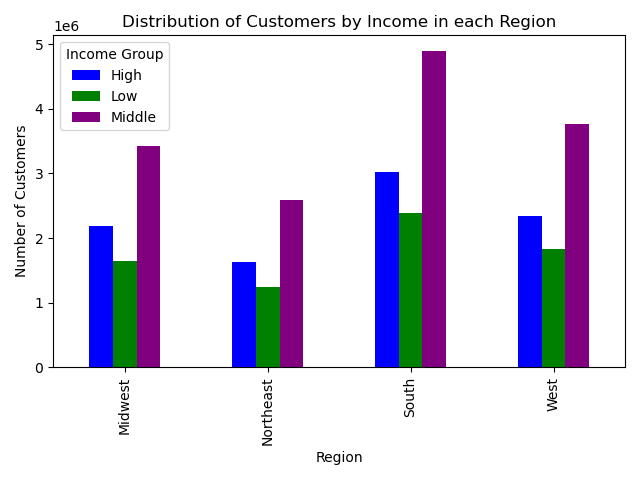 Distribution of Customers by Income in each Region
1e6
Income Group
High
Low
Middle
5
4
3
2
1
0
Number of Customers
Midwest
Northeast
South
West
Region